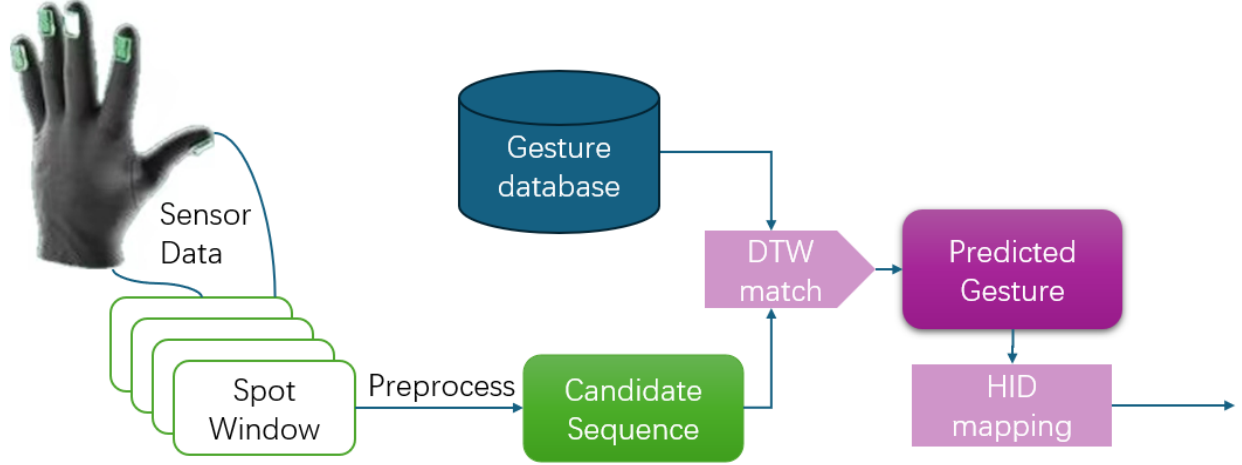 Sensor
Data
Spot
Window
Preprocess
Candidate
Sequence
Gesture
database
DTW
match
Predicted
Gesture
HID
mapping